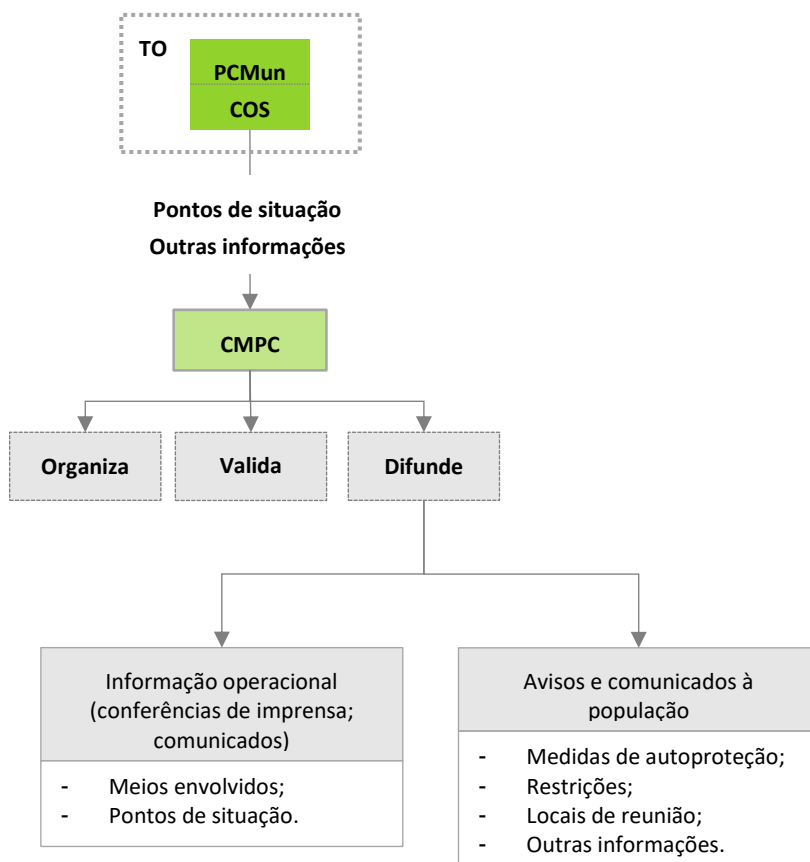 TO
PCMun
COS
Pontos de situação
Outras informações
CMPC
Organiza
Valida
Difunde
Informação operacional
(conferências de imprensa;
comunicados)
- Meios envolvidos;
- Pontos de situação.
Avisos e comunicados à
população
- Medidas de autoproteção;
- Restrições;
- Locais de reunião;
- Outras informações.